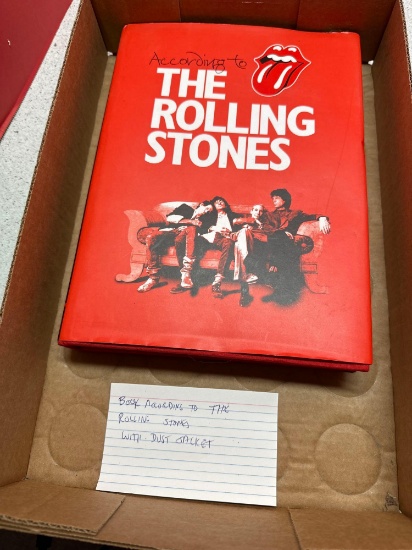 According to
THE
ROLLING
STONES
BOOK ACCORDING TO THE
ROLLING STONES
WITH DUST JACKET